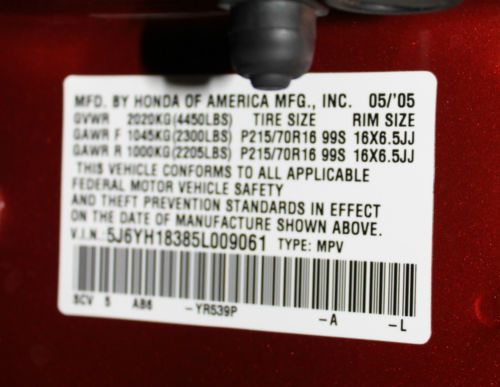 MFD. BY HONDA OF AMERICA MFG., INC. 05/'05
GVWR 2020KG(4450LBS) TIRE SIZE RIM SIZE
GAWR F 1045KG(2300LBS) P215/70R16 99S 16X6.5JJ
GAWR R 1000KG(2205LBS) P215/70R16 99S 16X6.5JJ
THIS VEHICLE CONFORMS TO ALL APPLICABLE
FEDERAL MOTOR VEHICLE SAFETY
AND THEFT PREVENTION STANDARDS IN EFFECT
ON THE DATE OF MANUFACTURE SHOWN ABOVE.
V.I.N.: 5J6YH18385L009061 TYPE: MPV
SCV 5 AB6 -YR539P -A -L